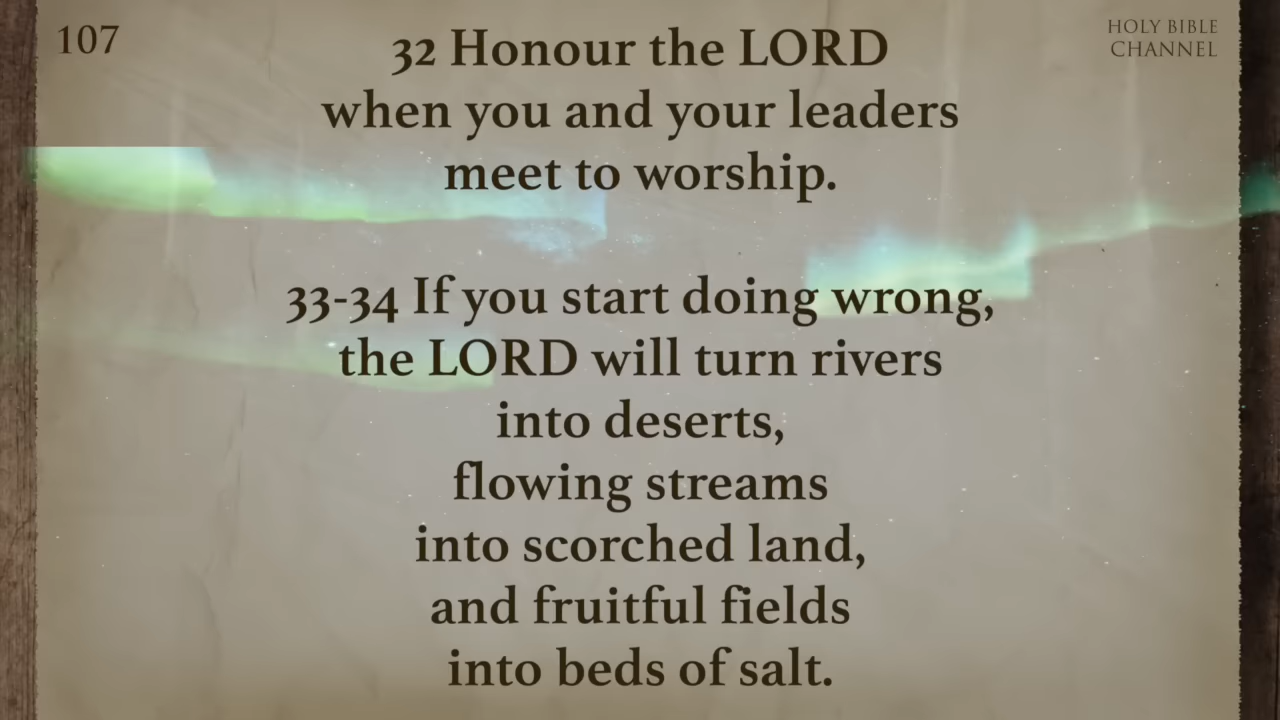 107
HOLY BIBLE
CHANNEL
32 Honour the LORD
when you and your leaders
meet to worship.
33-34 If you start doing wrong,
the LORD will turn rivers
into deserts,
flowing streams
into scorched land,
and fruitful fields
into beds of salt.